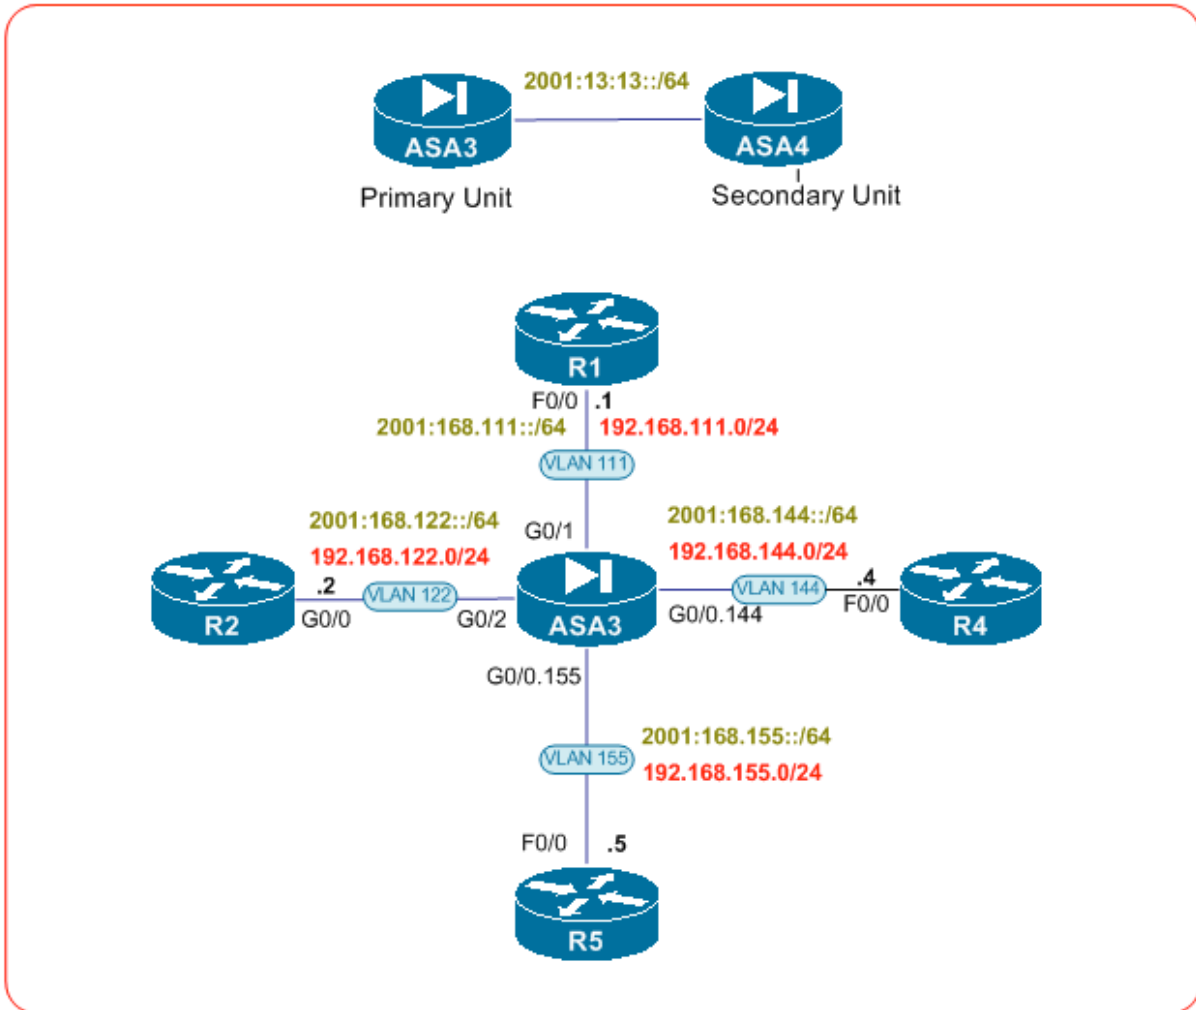 2001:13:13::/64
ASA3
ASA4
Primary Unit
Secondary Unit
R1
F0/0 .1
2001:168.111::/64 192.168.111.0/24
VLAN 111
G0/1
2001:168.122::/64
192.168.122.0/24
2001:168.144::/64
192.168.144.0/24
.2
VLAN 122
G0/0
G0/2
R2
ASA3
VLAN 144
.4
G0/0.144
F0/0
R4
G0/0.155
2001:168.155::/64
VLAN 155
192.168.155.0/24
F0/0 .5
R5